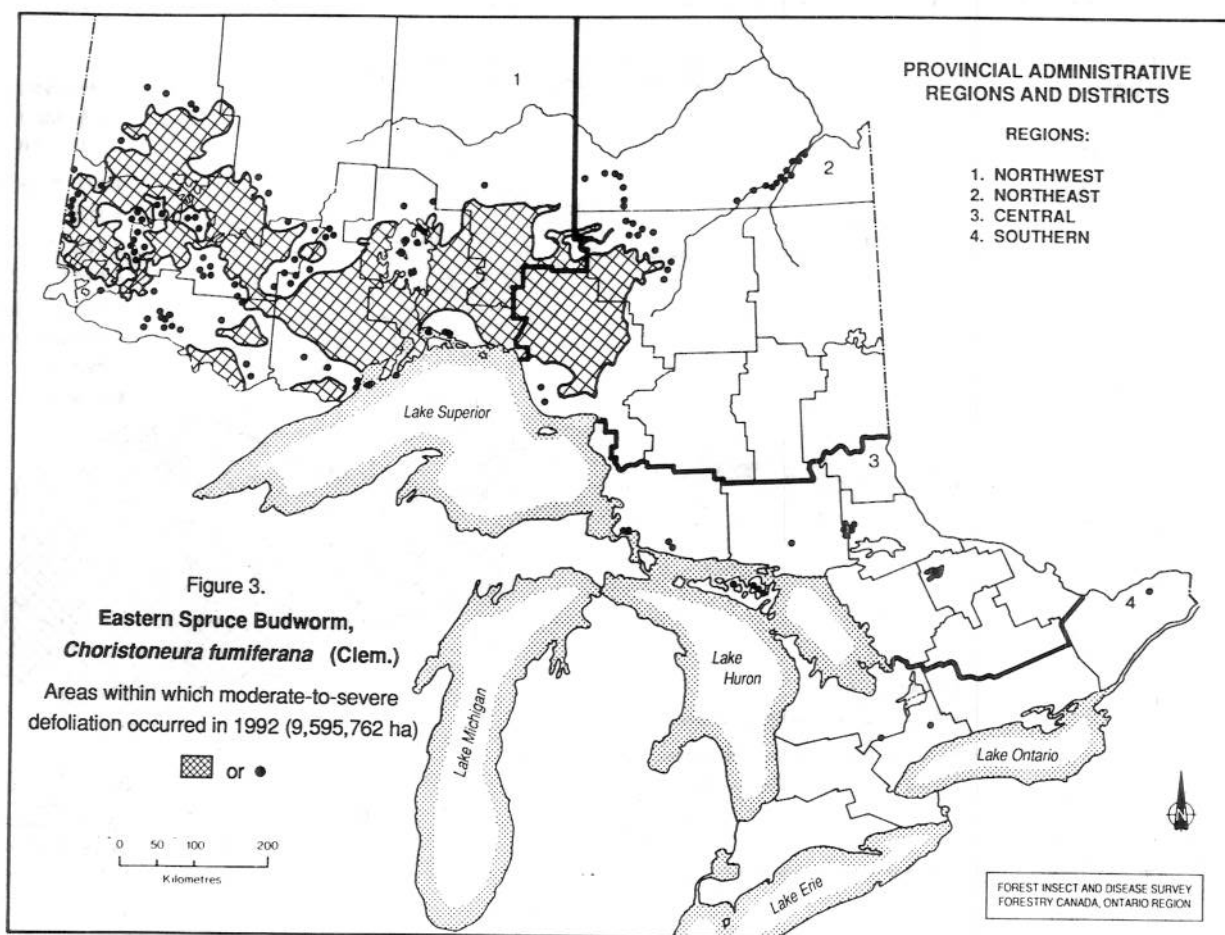 PROVINCIAL ADMINISTRATIVE
REGIONS AND DISTRICTS
REGIONS:
1. NORTHWEST
2. NORTHEAST
3. CENTRAL
4. SOUTHERN
1
2
3
4
Lake Superior
Lake Michigan
Lake
Huron
Lake Ontario
Lake Erie
Figure 3.
Eastern Spruce Budworm,
Choristoneura fumiferana (Clem.)
Areas within which moderate-to-severe
defoliation occurred in 1992 (9,595,762 ha)
or
0 50 100 200
Kilometres
N
FOREST INSECT AND DISEASE SURVEY
FORESTRY CANADA, ONTARIO REGION